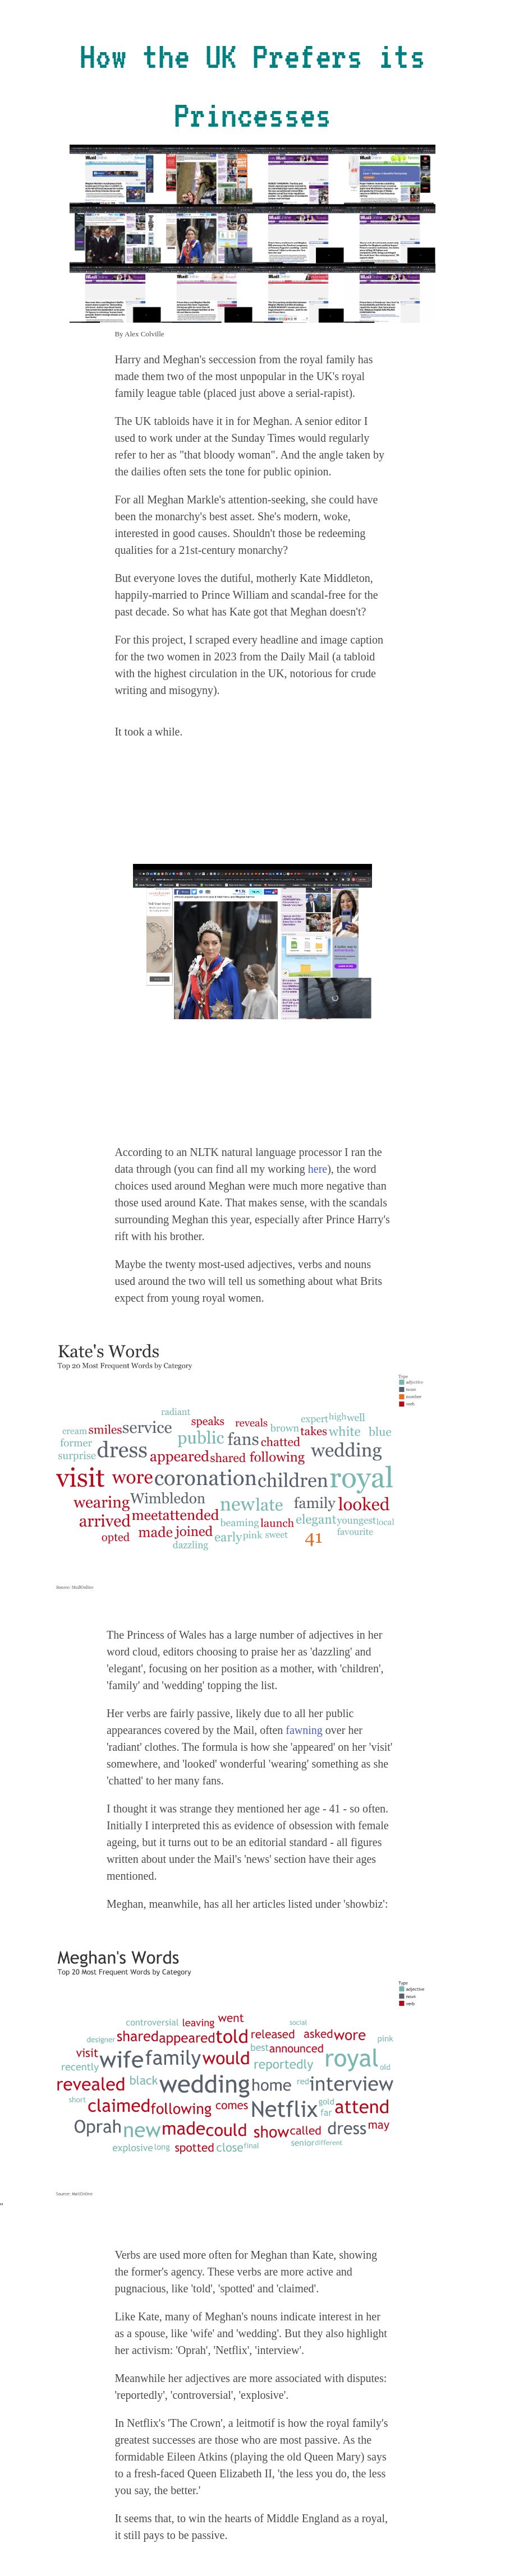 How the UK Prefers its
Princesses
By Alex Colville
Harry and Meghan's seccession from the royal family has
made them two of the most unpopular in the UK's royal
family league table (placed just above a serial-rapist).
The UK tabloids have it in for Meghan. A senior editor I
used to work under at the Sunday Times would regularly
refer to her as "that bloody woman". And the angle taken by
the dailies often sets the tone for public opinion.
For all Meghan Markle's attention-seeking, she could have
been the monarchy's best asset. She's modern, woke,
interested in good causes. Shouldn't those be redeeming
qualities for a 21st-century monarchy?
But everyone loves the dutiful, motherly Kate Middleton,
happily-married to Prince William and scandal-free for the
past decade. So what has Kate got that Meghan doesn't?
For this project, I scraped every headline and image caption
for the two women in 2023 from the Daily Mail (a tabloid
with the highest circulation in the UK, notorious for crude
writing and misogyny).
It took a while.
According to an NLTK natural language processor I ran the
data through (you can find all my working here), the word
choices used around Meghan were much more negative than
those used around Kate. That makes sense, with the scandals
surrounding Meghan this year, especially after Prince Harry's
rift with his brother.
Maybe the twenty most-used adjectives, verbs and nouns
used around the two will tell us something about what Brits
expect from young royal women.
Kate's Words
Top 20 Most Frequent Words by Category
Type
adjective
noun
number
verb
radiant
speaks reveals expert high well
cream smiles service public fans brown takes white blue
former dress chatted wedding
surprise appeared shared following
visit wore coronation children royal
wearing Wimbledon new late family looked
arrived meet attended beaming launch elegant youngest local
opted made joined early pink sweet 41 favourite
dazzling
Source: MailOnline
The Princess of Wales has a large number of adjectives in her
word cloud, editors choosing to praise her as 'dazzling' and
'elegant', focusing on her position as a mother, with 'children',
'family' and 'wedding' topping the list.
Her verbs are fairly passive, likely due to all her public
appearances covered by the Mail, often fawning over her
'radiant' clothes. The formula is how she 'appeared' on her 'visit'
somewhere, and 'looked' wonderful 'wearing' something as she
'chatted' to her many fans.
I thought it was strange they mentioned her age - 41 - so often.
Initially I interpreted this as evidence of obsession with female
ageing, but it turns out to be an editorial standard - all figures
written about under the Mail's 'news' section have their ages
mentioned.
Meghan, meanwhile, has all her articles listed under 'showbiz':
Meghan's Words
Top 20 Most Frequent Words by Category
Type
adjective
noun
verb
controversial leaving went social
designer shared appeared told released asked wore pink
visit best announced
recently wife family would reportedly royal old
revealed black wedding home red interview
short claimed following comes Netflix gold far attend
Oprah new made could show called dress may
explosive long spotted close final senior different
Source: MailOnline
"
Verbs are used more often for Meghan than Kate, showing
the former's agency. These verbs are more active and
pugnacious, like 'told', 'spotted' and 'claimed'.
Like Kate, many of Meghan's nouns indicate interest in her
as a spouse, like 'wife' and 'wedding'. But they also highlight
her activism: 'Oprah', 'Netflix', 'interview'.
Meanwhile her adjectives are more associated with disputes:
'reportedly', 'controversial', 'explosive'.
In Netflix's 'The Crown', a leitmotif is how the royal family's
greatest successes are those who are most passive. As the
formidable Eileen Atkins (playing the old Queen Mary) says
to a fresh-faced Queen Elizabeth II, 'the less you do, the less
you say, the better.'
It seems that, to win the hearts of Middle England as a royal,
it still pays to be passive.